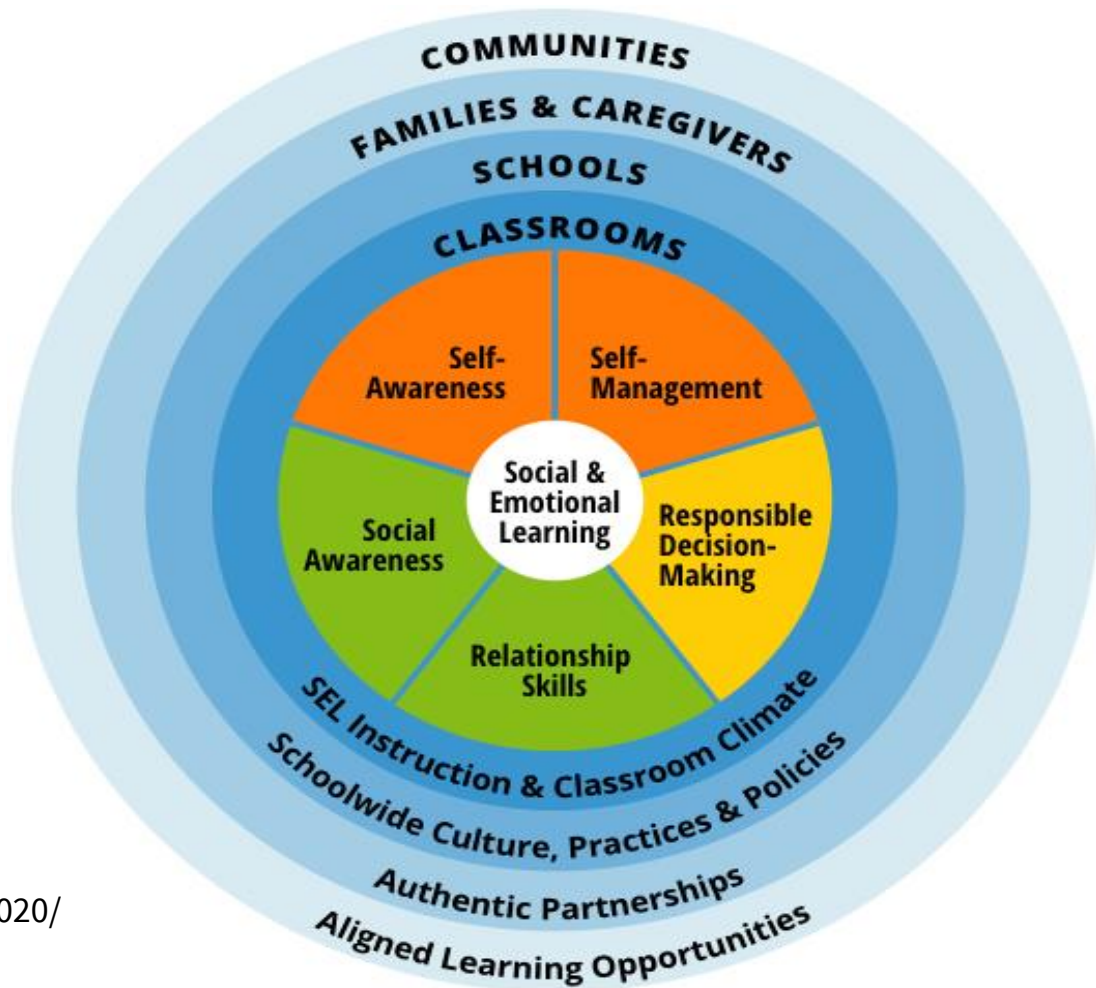 COMMUNITIES
FAMILIES & CAREGIVERS
SCHOOLS
CLASSROOMS
Self-
Awareness
Self-
Management
Social &
Emotional
Learning
Social
Awareness
Responsible
Decision-
Making
Relationship
Skills
SEL Instruction & Classroom Climate
Schoolwide Culture, Practices & Policies
Authentic Partnerships
Aligned Learning Opportunities
020/